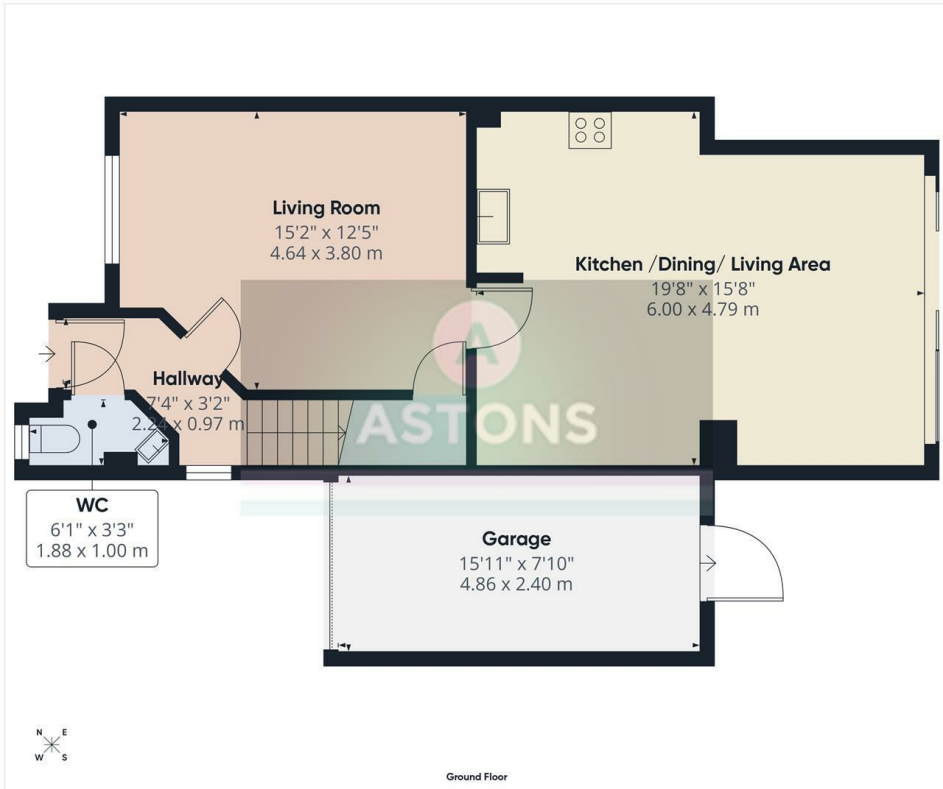 Living Room
15'2" x 12'5"
4.64 x 3.80 m
Kitchen /Dining/ Living Area
19'8" x 15'8"
6.00 x 4.79 m
A
ASTONS
Hallway
7'4" x 3'2"
2.24 x 0.97 m
WC
6'1" x 3'3"
1.88 x 1.00 m
Garage
15'11" x 7'10"
4.86 x 2.40 m
N E
W S
Ground Floor